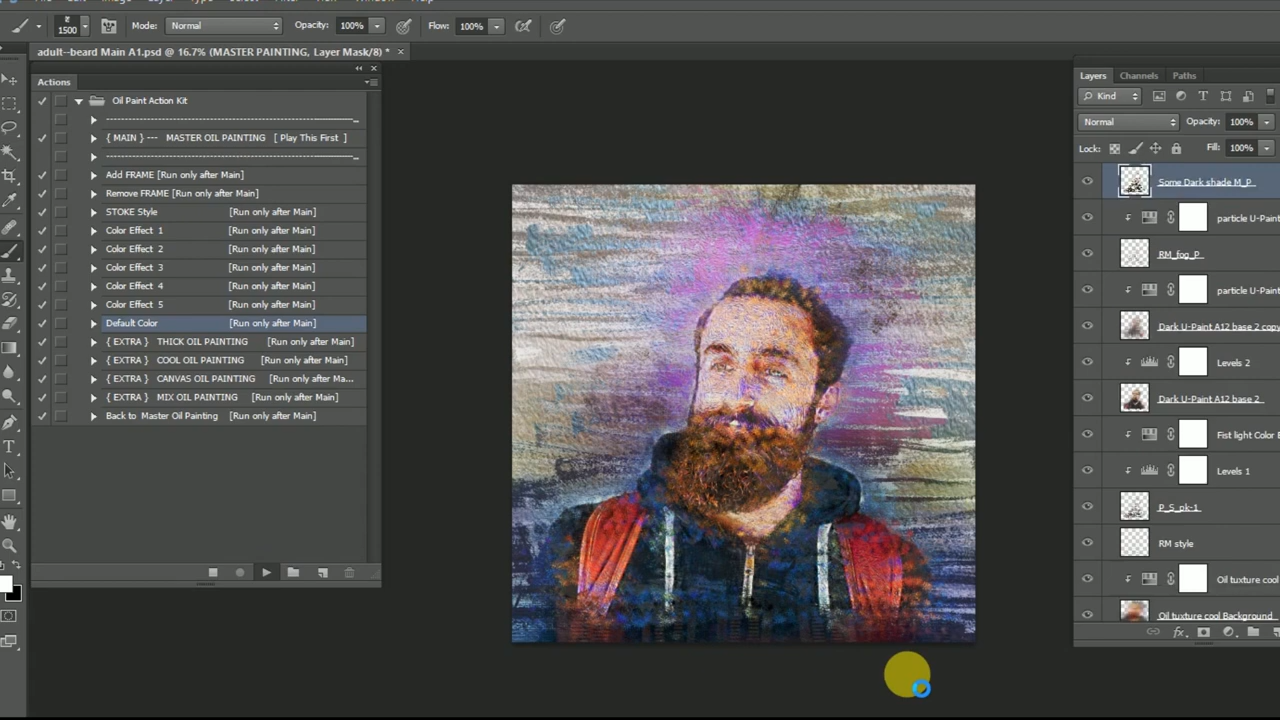 1500 Mode: Normal Opacity: 100% Flow: 100%
adult--beard Main A1.psd @ 16.7% (MASTER PAINTING, Layer Mask/8) *
Actions
Oil Paint Action Kit
{ MAIN } --- MASTER OIL PAINTING [ Play This First ]
Add FRAME [Run only after Main]
Remove FRAME [Run only after Main]
STOKE Style [Run only after Main]
Color Effect 1 [Run only after Main]
Color Effect 2 [Run only after Main]
Color Effect 3 [Run only after Main]
Color Effect 4 [Run only after Main]
Color Effect 5 [Run only after Main]
Default Color [Run only after Main]
{ EXTRA } THICK OIL PAINTING [Run only after Main]
{ EXTRA } COOL OIL PAINTING [Run only after Main]
{ EXTRA } CANVAS OIL PAINTING [Run only after Ma...
{ EXTRA } MIX OIL PAINTING [Run only after Main]
Back to Master Oil Painting [Run only after Main]
Layers Channels Paths
Kind
Normal Opacity: 100%
Lock: Fill: 100%
Some Dark shade M_P
particle U-Paint
RM_fog_P
particle U-Paint
Dark U-Paint A12 base 2 copy
Levels 2
Dark U-Paint A12 base 2
Fist light Color
Levels 1
P_S_pk-1
RM style
Oil tuxture cool
Oil tuxture cool Background
fx